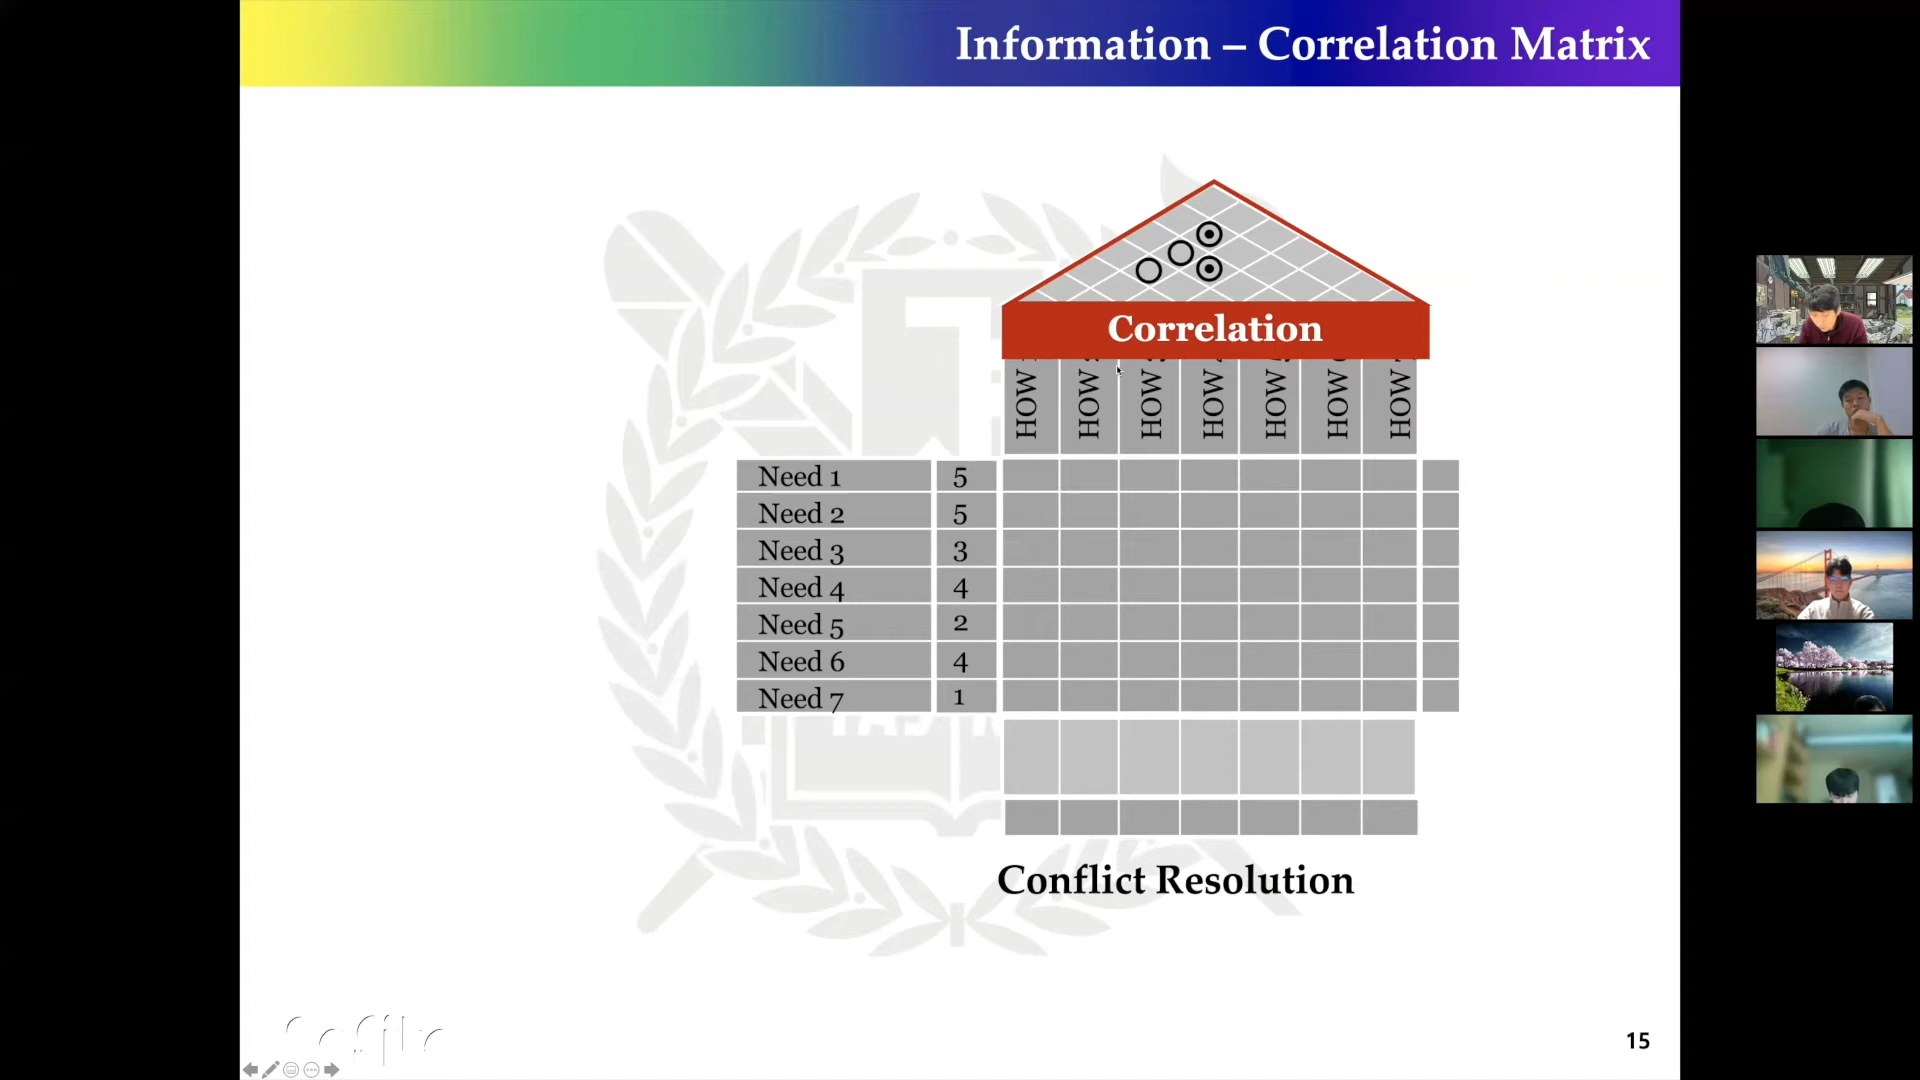 Information – Correlation Matrix
Correlation
HOW HOW HOW HOW HOW HOW HOW
Need 1 5
Need 2 5
Need 3 3
Need 4 4
Need 5 2
Need 6 4
Need 7 1
Conflict Resolution
15